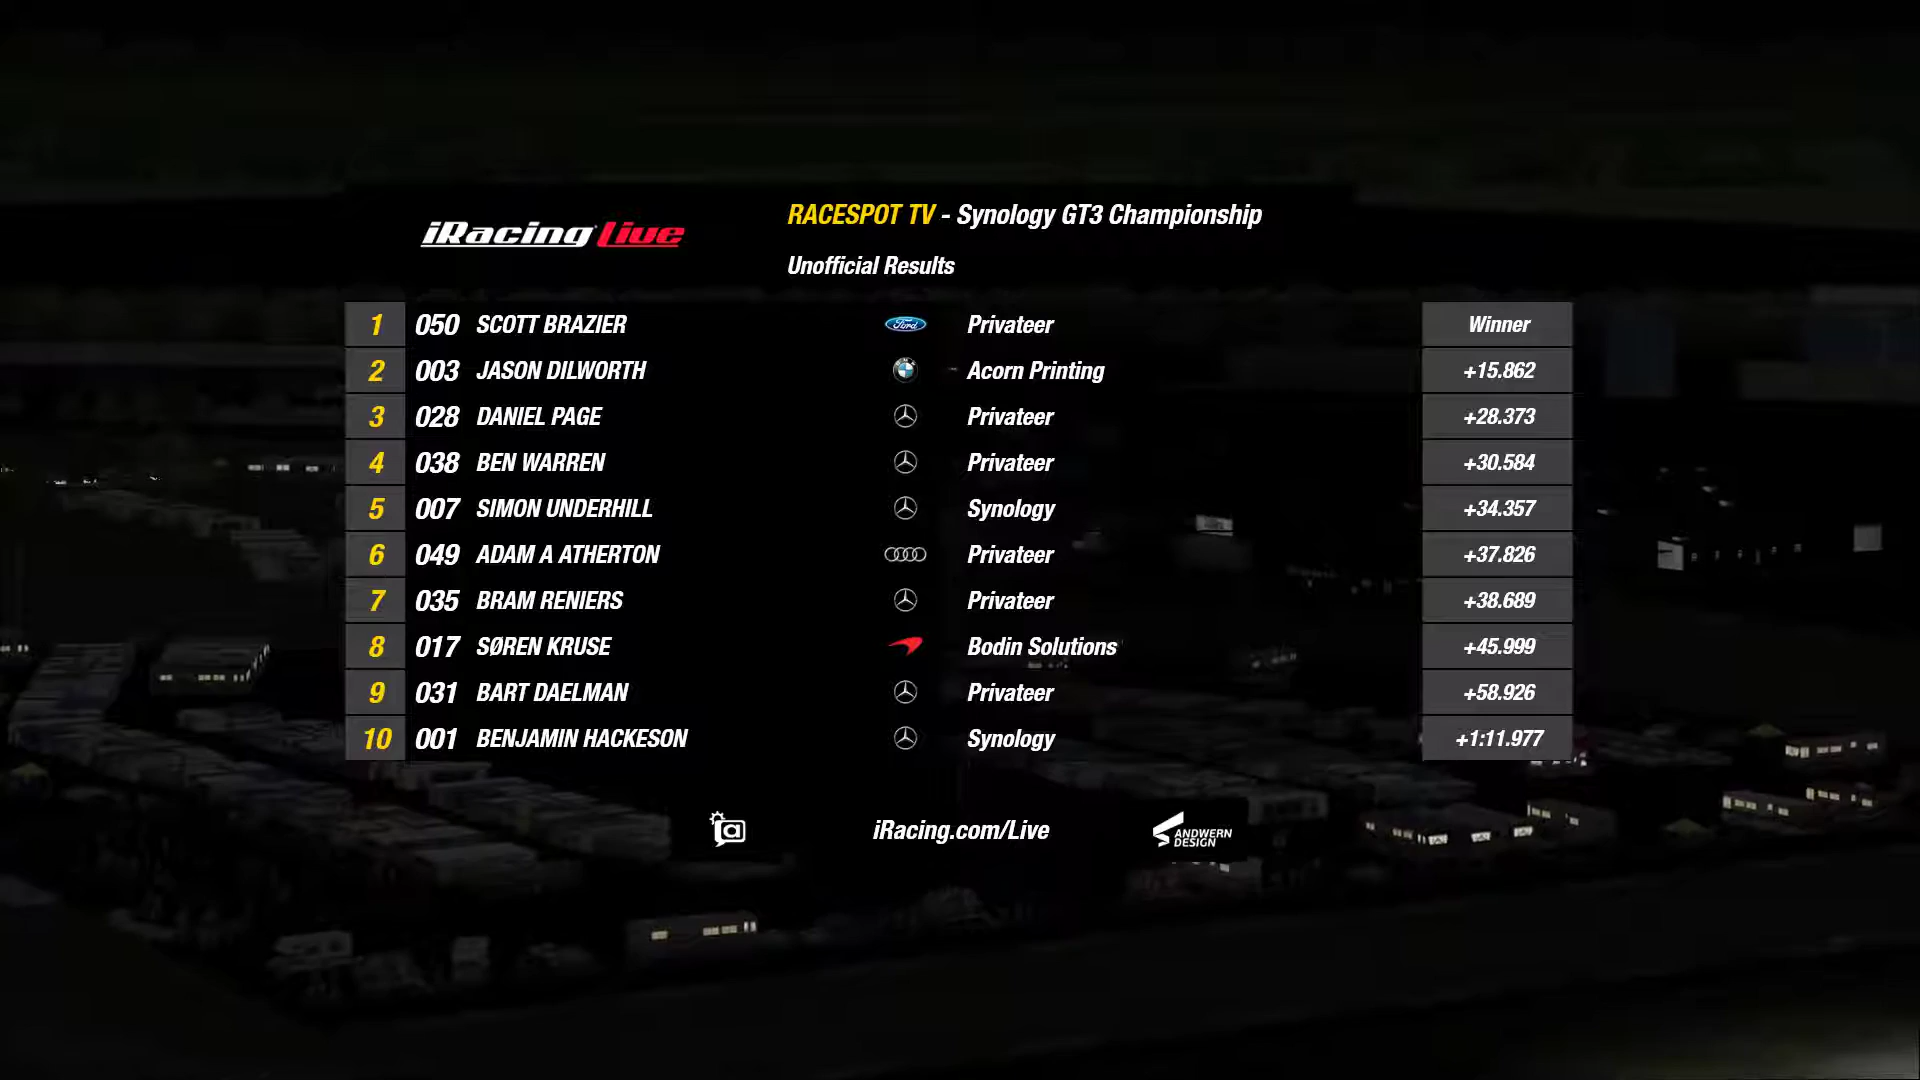 iRacing Live
RACESPOT TV - Synology GT3 Championship
Unofficial Results
1 050 SCOTT BRAZIER Ford Privateer Winner
2 003 JASON DILWORTH Acorn Printing +15.862
3 028 DANIEL PAGE Privateer +28.373
4 038 BEN WARREN Privateer +30.584
5 007 SIMON UNDERHILL Synology +34.357
6 049 ADAM A ATHERTON Privateer +37.826
7 035 BRAM RENIERS Privateer +38.689
8 017 SØREN KRUSE Bodin Solutions +45.999
9 031 BART DAELMAN Privateer +58.926
10 001 BENJAMIN HACKESON Synology +1:11.977
a iRacing.com/Live ANDWERN
DESIGN